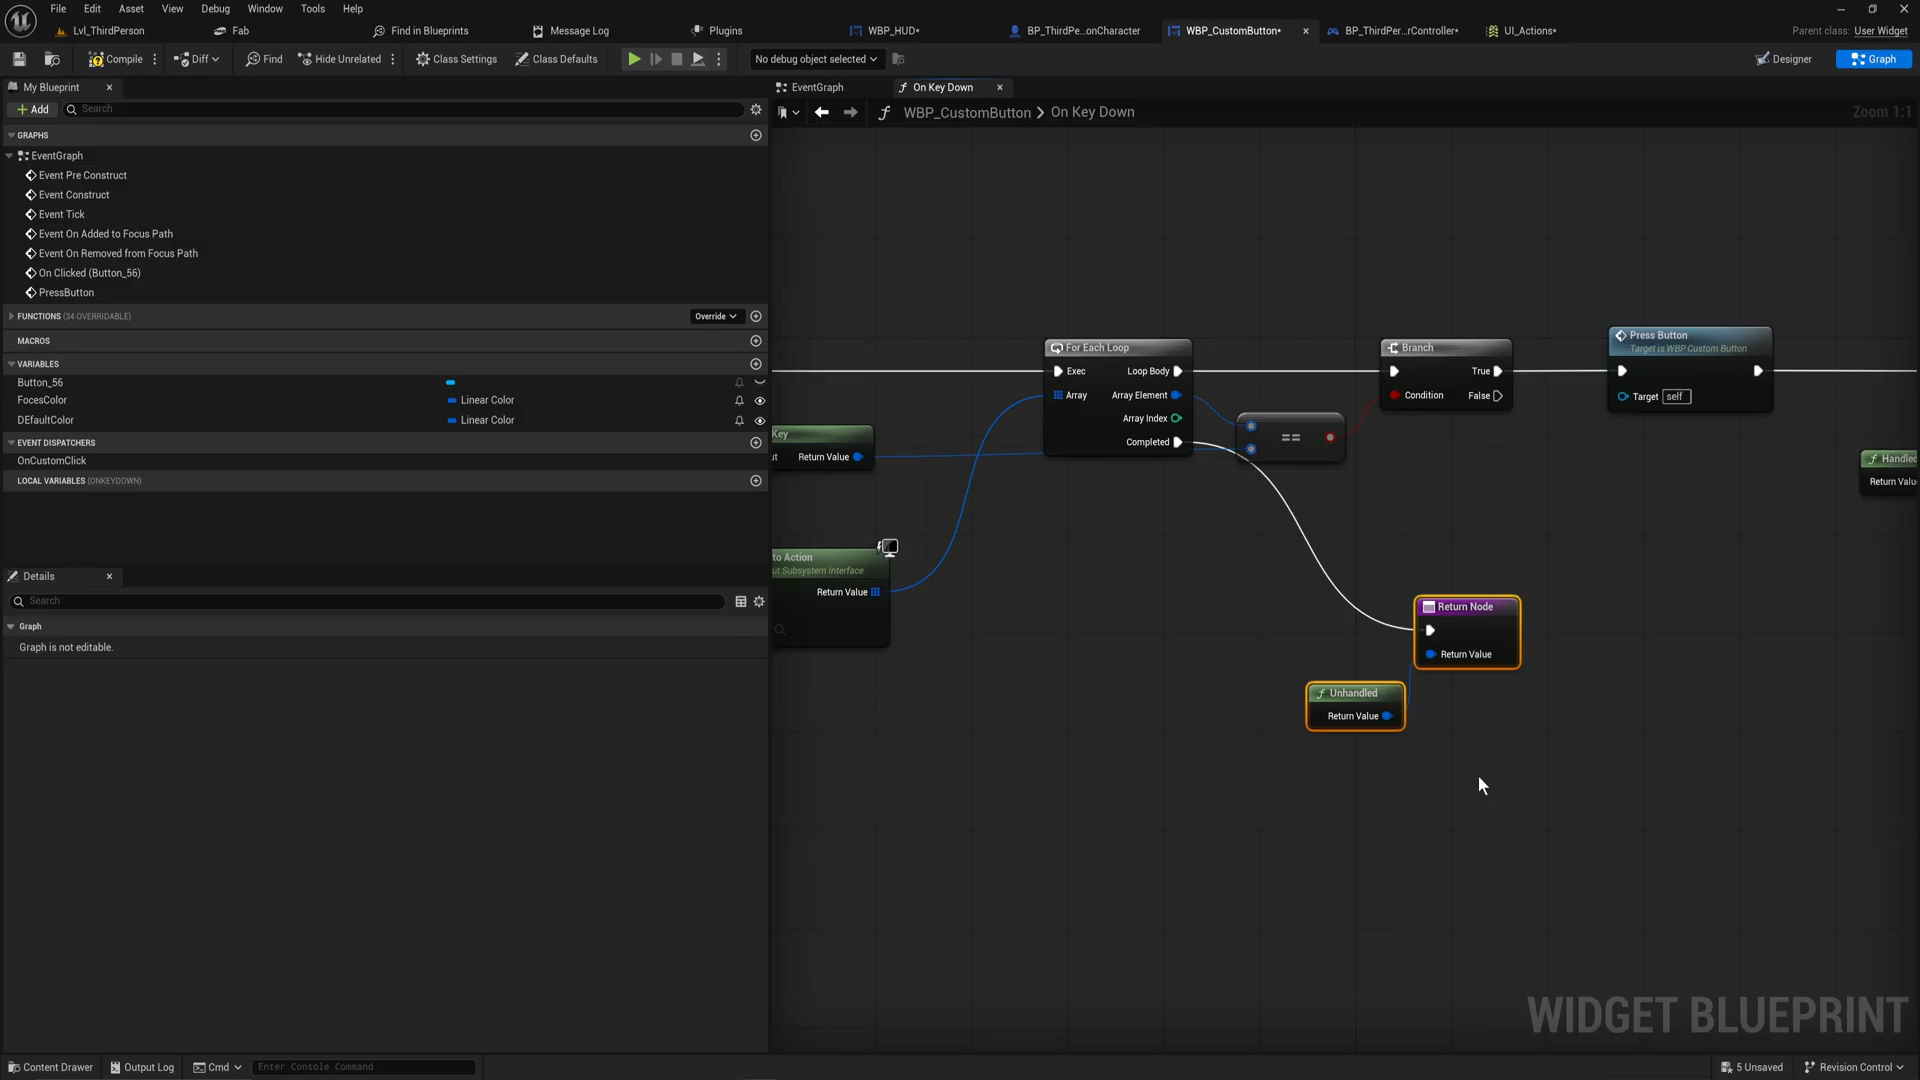 File Edit Asset View Debug Window Tools Help
Lvl_ThirdPerson Fab Find in Blueprints Message Log Plugins WBP_HUD* BP_ThirdPe...onCharacter WBP_CustomButton* BP_ThirdPer...rController* UI_Actions* Parent class: User Widget
Compile Diff Find Hide Unrelated Class Settings Class Defaults No debug object selected Designer Graph
My Blueprint EventGraph On Key Down
Add Search WBP_CustomButton > On Key Down Zoom 1:1
GRAPHS
EventGraph
Event Pre Construct
Event Construct
Event Tick
Event On Added to Focus Path
Event On Removed from Focus Path
On Clicked (Button_56)
PressButton
FUNCTIONS (34 OVERRIDABLE) Override
MACROS
VARIABLES
Button_56
FocesColor Linear Color
DEfaultColor Linear Color
EVENT DISPATCHERS
OnCustomClick
LOCAL VARIABLES (ONKEYDOWN)
Details
Search
Graph
Graph is not editable.
Key
Return Value
to Action
ut Subsystem Interface
Return Value
For Each Loop
Exec Loop Body
Array Array Element
Array Index
Completed
==
Branch
True
Condition False
Press Button
Target is WBP Custom Button
Target self
Handled
Return Valu
Return Node
Return Value
Unhandled
Return Value
WIDGET BLUEPRINT
Content Drawer Output Log Cmd Enter Console Command 5 Unsaved Revision Control